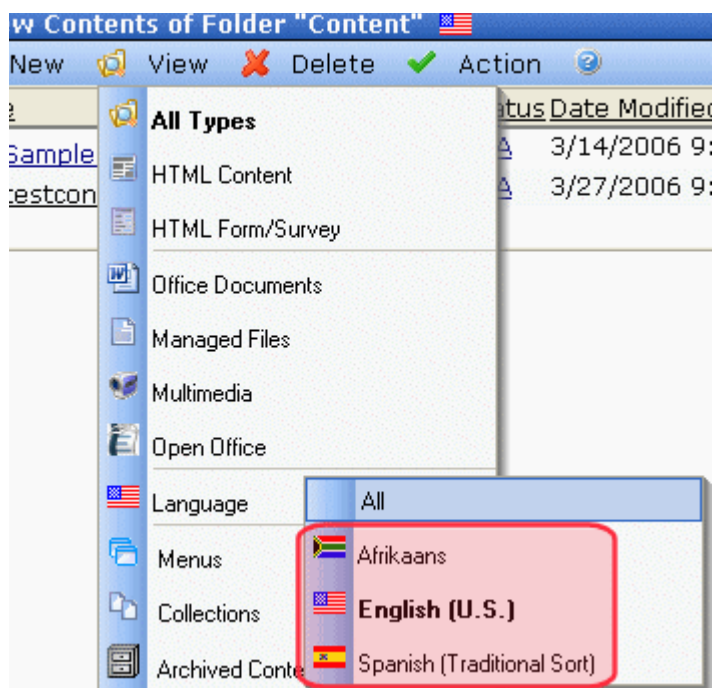 w Contents of Folder "Content"
New View Delete Action
atus Date Modified
Sample A 3/14/2006 9:
testcon A 3/27/2006 9:
All Types
HTML Content
HTML Form/Survey
Office Documents
Managed Files
Multimedia
Open Office
Language
Menus
Collections
Archived Conte
All
Afrikaans
English (U.S.)
Spanish (Traditional Sort)